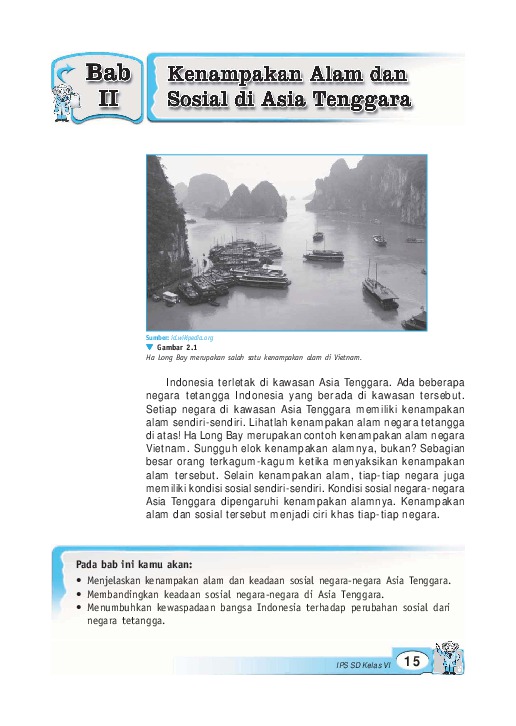 Bab
II
Kenampakan Alam dan
Sosial di Asia Tenggara
Sumber: id.wikipedia.org
Gambar 2.1
Ha Long Bay merupakan salah satu kenampakan alam di Vietnam.
Indonesia terletak di kawasan Asia Tenggara. Ada beberapa
negara tetangga Indonesia yang berada di kawasan tersebut.
Setiap negara di kawasan Asia Tenggara memiliki kenampakan
alam sendiri-sendiri. Lihatlah kenampakan alam negara tetangga
di atas! Ha Long Bay merupakan contoh kenampakan alam negara
Vietnam. Sungguh elok kenampakan alamnya, bukan? Sebagian
besar orang terkagum-kagum ketika menyaksikan kenampakan
alam tersebut. Selain kenampakan alam, tiap-tiap negara juga
memiliki kondisi sosial sendiri-sendiri. Kondisi sosial negara-negara
Asia Tenggara dipengaruhi kenampakan alamnya. Kenampakan
alam dan sosial tersebut menjadi ciri khas tiap-tiap negara.
Pada bab ini kamu akan:
• Menjelaskan kenampakan alam dan keadaan sosial negara-negara Asia Tenggara.
• Membandingkan keadaan sosial negara-negara di Asia Tenggara.
• Menumbuhkan kewaspadaan bangsa Indonesia terhadap perubahan sosial dari
negara tetangga.
IPS SD Kelas VI 15